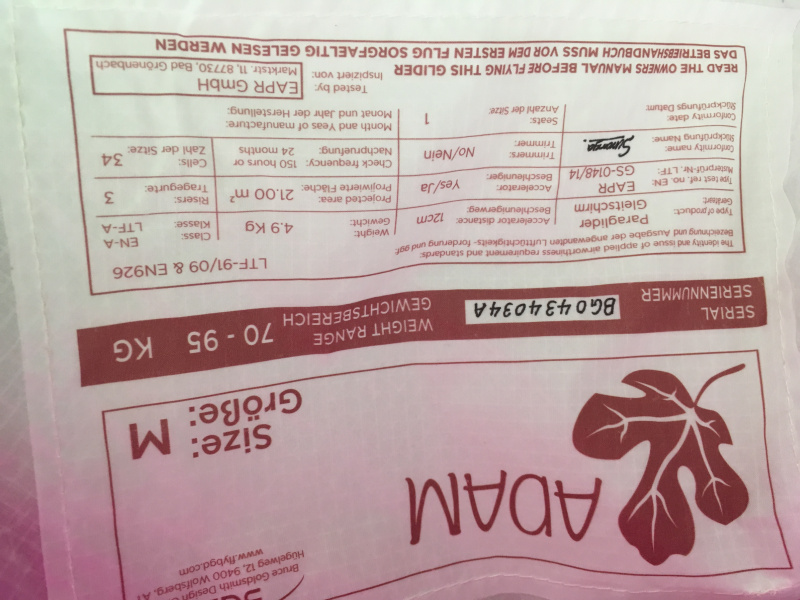 Bruce Goldsmith Design
Hügelweg 12, 9400 Wolfsberg, AT
www.flybgd.com
ADAM
Size: M
Größe:
SERIAL
SERIENNUMMER
BG0434034A
WEIGHT RANGE
GEWICHTSBEREICH
70 - 95 KG
The identity and issue of applied airworthiness requirement and standards:
Bezeichnung und Ausgabe der angewandten Lufttüchtigkeits- forderung und ggf:
LTF-91/09 & EN926
Type of product: Paraglider
Geräteart: Gleitschirm
Accelerator distance: 12cm
Beschleunigerweg:
Weight: 4.9 Kg
Gewicht:
Class: EN-A
Klasse: LTF-A
Type test ref. no. EN: EAPR
Musterprüf-Nr. LTF: GS-0148/14
Accelerator: Yes/Ja
Beschleuniger:
Projected area: 21.00 m²
Projwierte Fläche:
Risers: 3
Tragegurte:
Conformity name:
Stückprüfung Name:
Trimmers: No/Nein
Trimmer:
Check frequency: 150 hours or
Nachpruefung: 24 months
Cells: 34
Zahl der Sitze:
Conformity date:
Stückprüfungs Datum:
Seats: 1
Anzahl der Sitze:
Month and Yeas of manufacture:
Monat und Jahr der Herstellung:
Tested by:
Inspiziert von:
EAPR GmbH
Marktstr. 11, 87730, Bad Grönenbach
READ THE OWNERS MANUAL BEFORE FLYING THIS GLIDER
DAS BETRIEBSHANDBUCH MUSS VOR DEM ERSTEN FLUG SORGFAELTIG GELESEN WERDEN